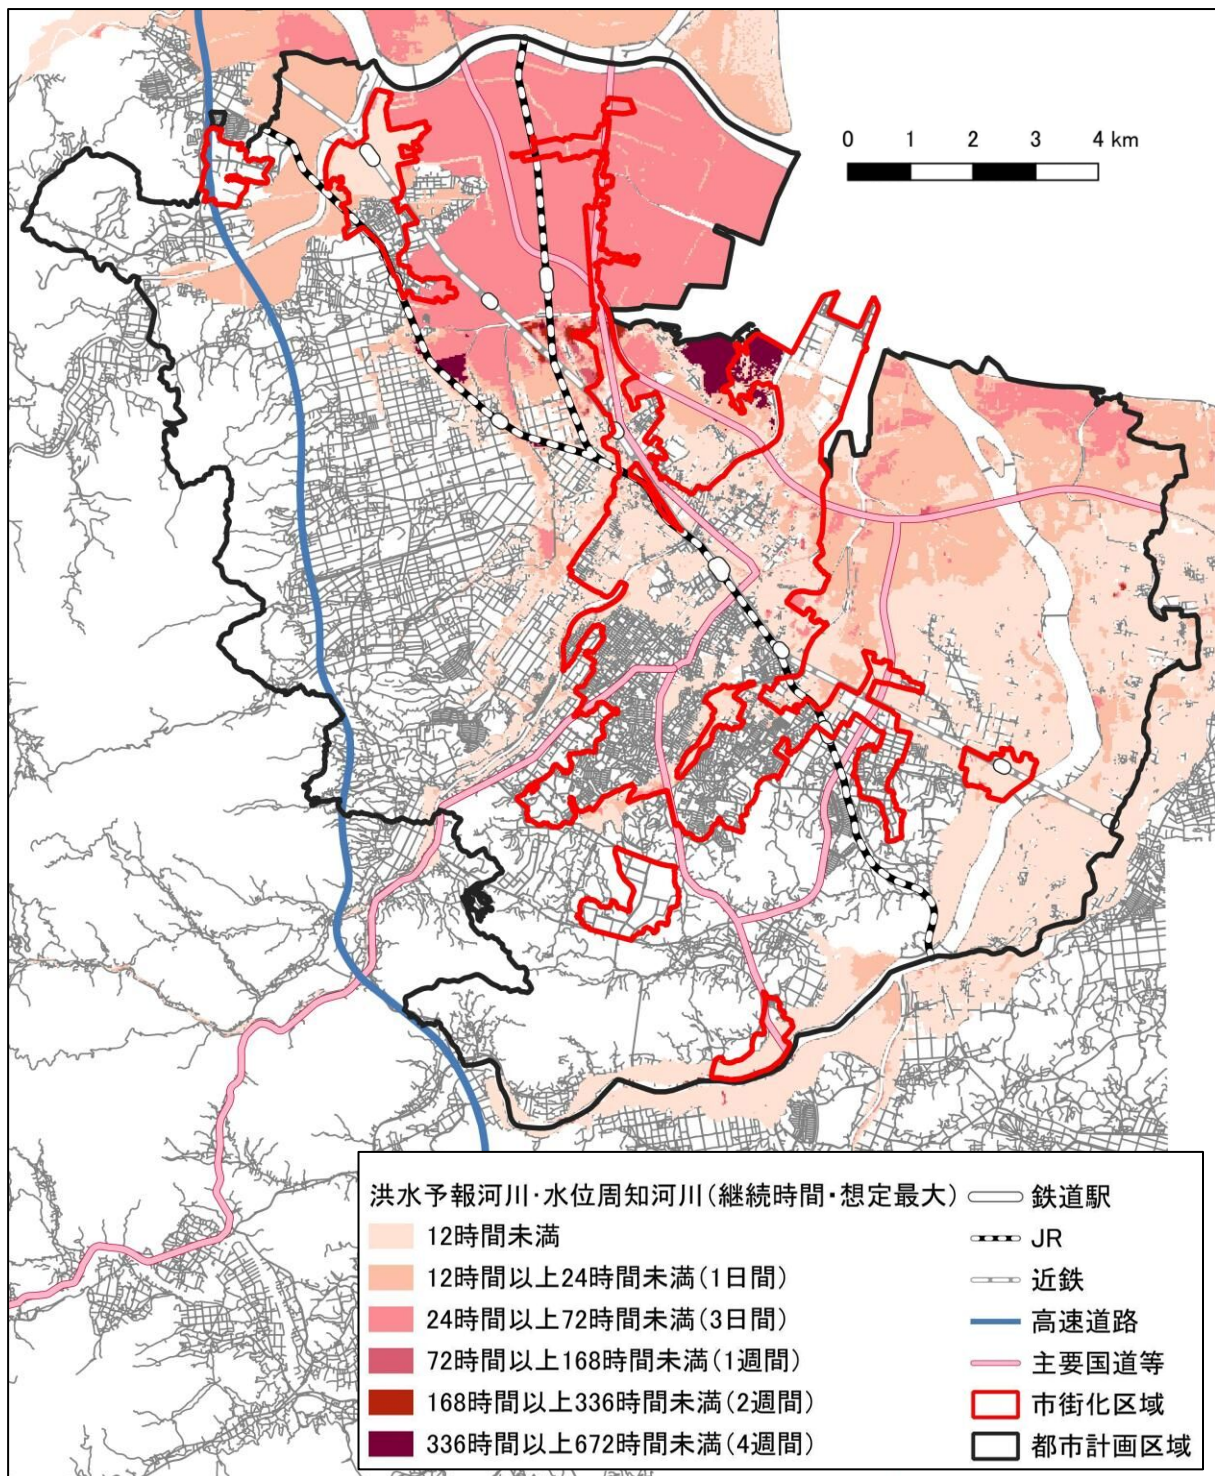 0 1 2 3 4 km
洪水予報河川・水位周知河川(継続時間・想定最大)
12時間未満
12時間以上24時間未満(1日間)
24時間以上72時間未満(3日間)
72時間以上168時間未満(1週間)
168時間以上336時間未満(2週間)
336時間以上672時間未満(4週間)
鉄道駅
JR
近鉄
高速道路
主要国道等
市街化区域
都市計画区域